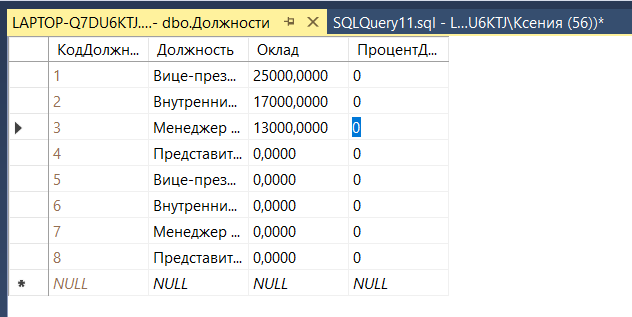 LAPTOP-Q7DU6KTJ....- dbo.Должности SQLQuery11.sql - L...U6KTJ\Ксения (56))*
КодДолжн... Должность Оклад ПроцентД...
1 Вице-през... 25000,0000 0
2 Внутренни... 17000,0000 0
3 Менеджер ... 13000,0000 0
4 Представит... 0,0000 0
5 Вице-през... 0,0000 0
6 Внутренни... 0,0000 0
7 Менеджер ... 0,0000 0
8 Представит... 0,0000 0
* NULL NULL NULL NULL